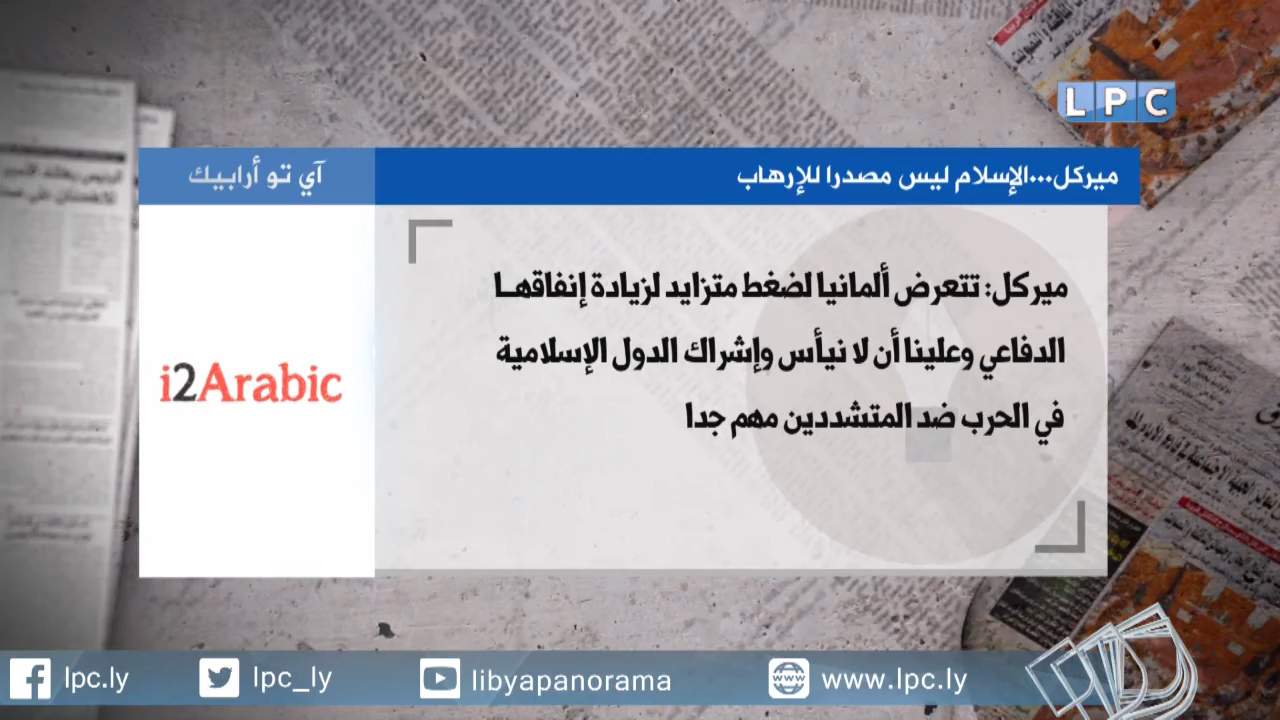 LPC
ميركل...الإسلام ليس مصدرا للإرهاب
آي تو أرابيك
ميركل: تتعرض ألمانيا لضغط متزايد لزيادة إنفاقهـا
الدفاعي وعلينا أن لا نيأس وإشراك الدول الإسلامية
في الحرب ضد المتشددين مهم جدا
i2Arabic
lpc.ly
lpc_ly
libyapanorama
www.lpc.ly